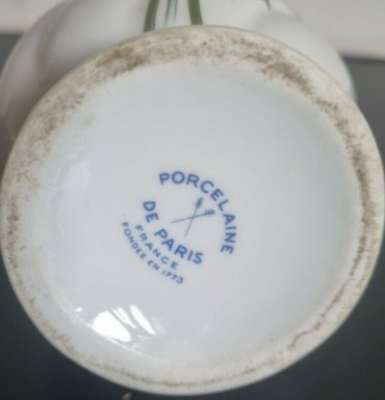 PORCELAINE
DE PARIS
FRANCE
FONDÉE EN 1773